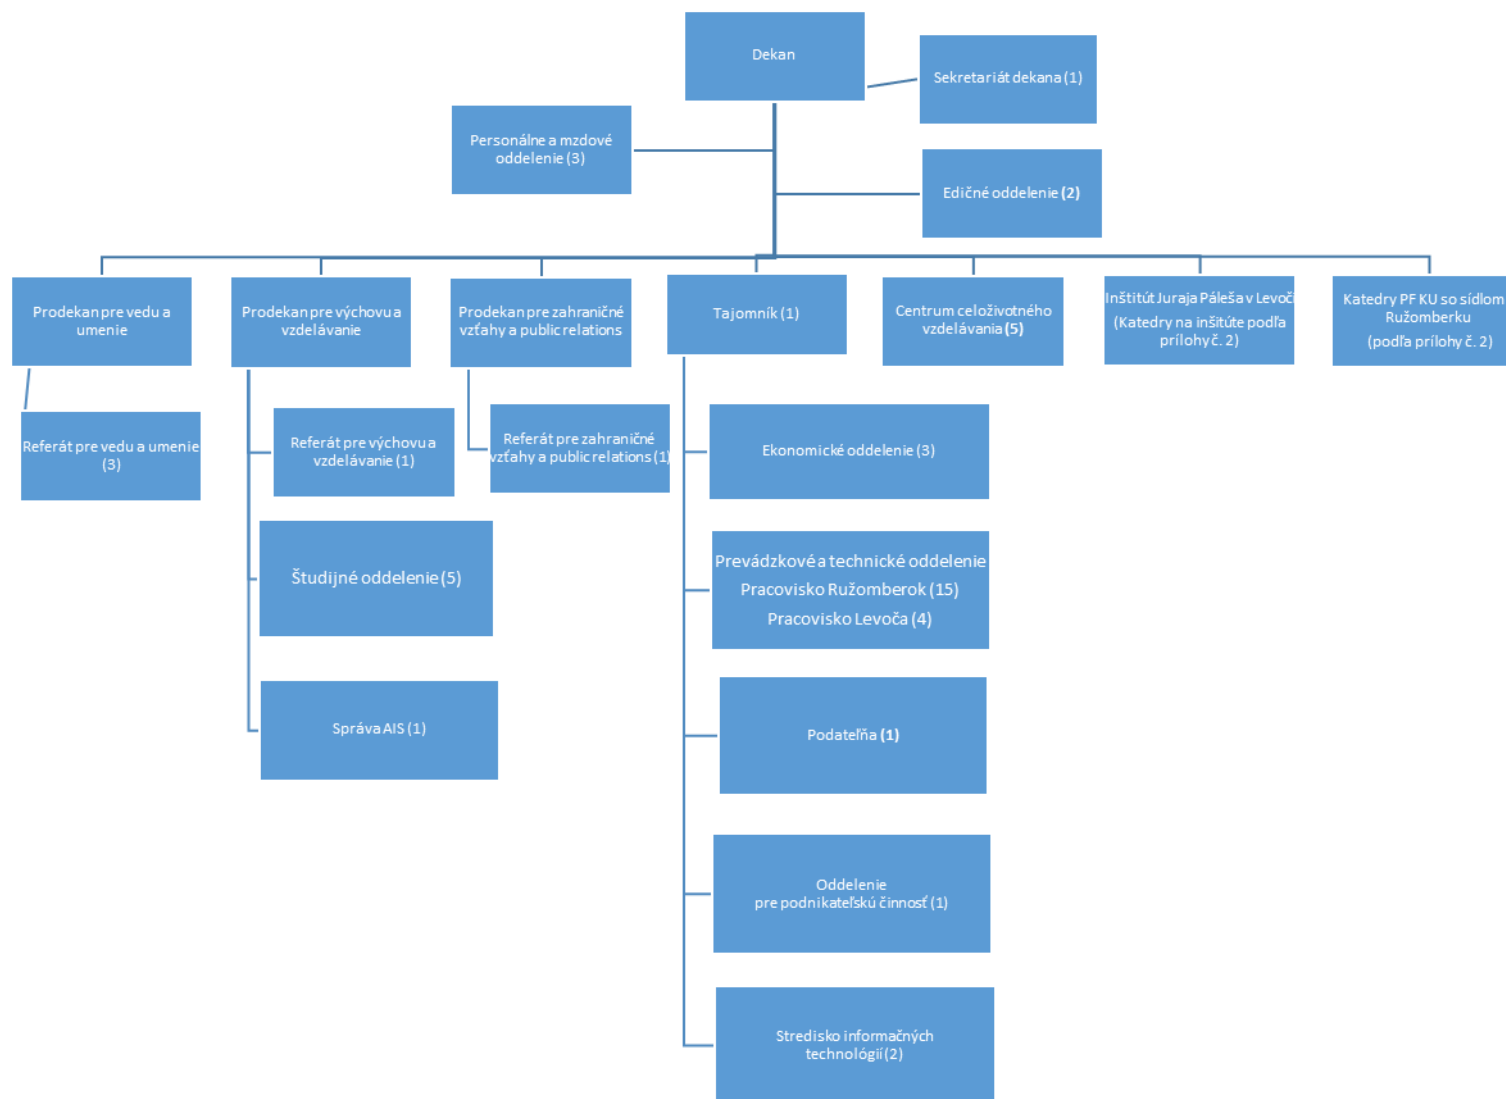 Dekan
Sekretariát dekana (1)
Personálne a mzdové
oddelenie (3)
Edičné oddelenie (2)
Prodekan pre vedu a
umenie
Prodekan pre výchovu a
vzdelávanie
Prodekan pre zahraničné
vzťahy a public relations
Tajomník (1)
Centrum celoživotného
vzdelávania (5)
Inštitút Juraja Páleša v Levoči
(Katedry na inšitúte podľa
prílohy č. 2)
Katedry PF KU so sídlom
Ružomberku
(podľa prílohy č. 2)
Referát pre vedu a umenie
(3)
Referát pre výchovu a
vzdelávanie (1)
Referát pre zahraničné
vzťahy a public relations (1)
Ekonomické oddelenie (3)
Študijné oddelenie (5)
Prevádzkové a technické oddelenie
Pracovisko Ružomberok (15)
Pracovisko Levoča (4)
Správa AIS (1)
Podateľňa (1)
Oddelenie
pre podnikateľskú činnosť (1)
Stredisko informačných
technológií (2)